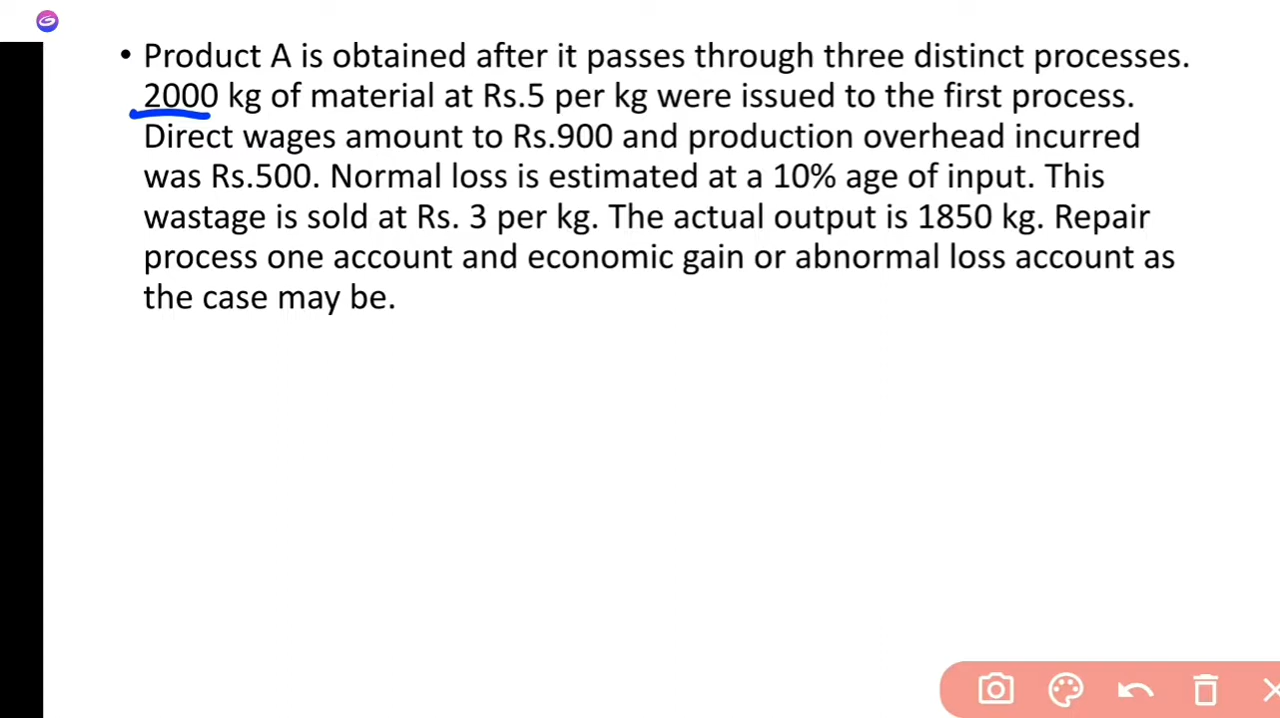 • Product A is obtained after it passes through three distinct processes.
2000 kg of material at Rs.5 per kg were issued to the first process.
Direct wages amount to Rs.900 and production overhead incurred
was Rs.500. Normal loss is estimated at a 10% age of input. This
wastage is sold at Rs. 3 per kg. The actual output is 1850 kg. Repair
process one account and economic gain or abnormal loss account as
the case may be.